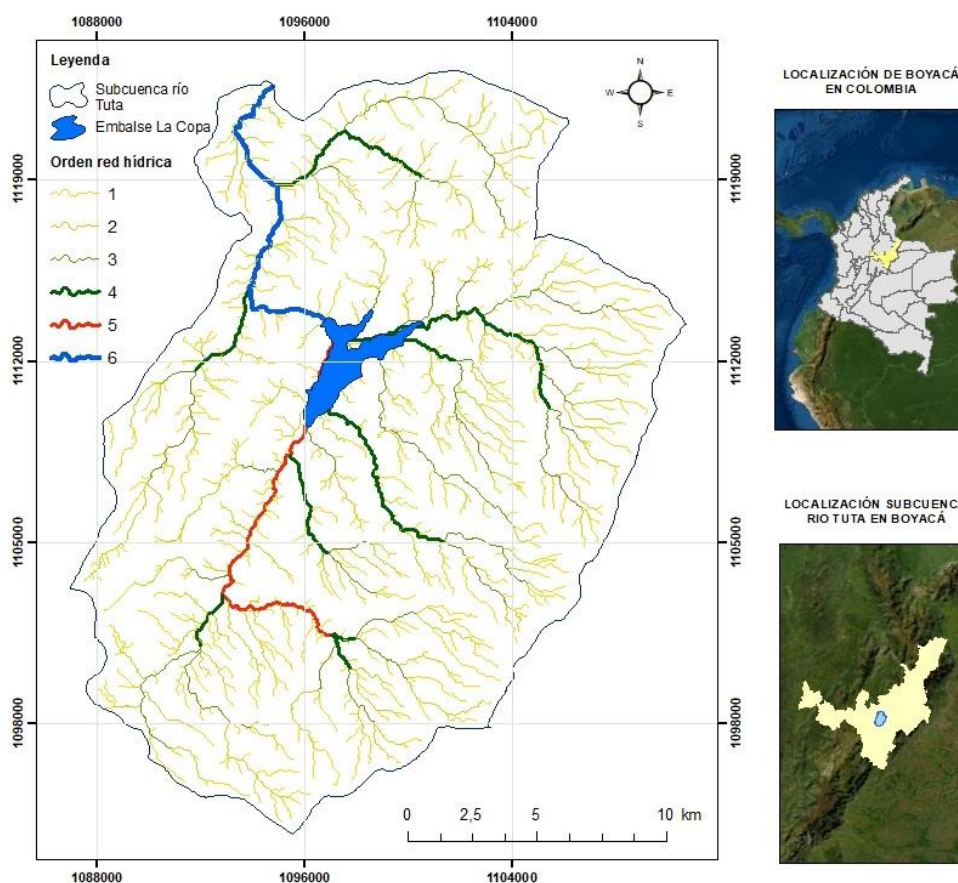 1088000
1096000
1104000
Leyenda
Subcuenca río
Tuta
Embalse La Copa
Orden red hídrica
1
2
3
4
5
6
N
W
E
S
1119000
1112000
1105000
1098000
1119000
1112000
1105000
1098000
0
2,5
5
10 km
1088000
1096000
1104000
LOCALIZACIÓN DE BOYACÁ
EN COLOMBIA
LOCALIZACIÓN SUBCUENC
RIO TUTA EN BOYACÁ